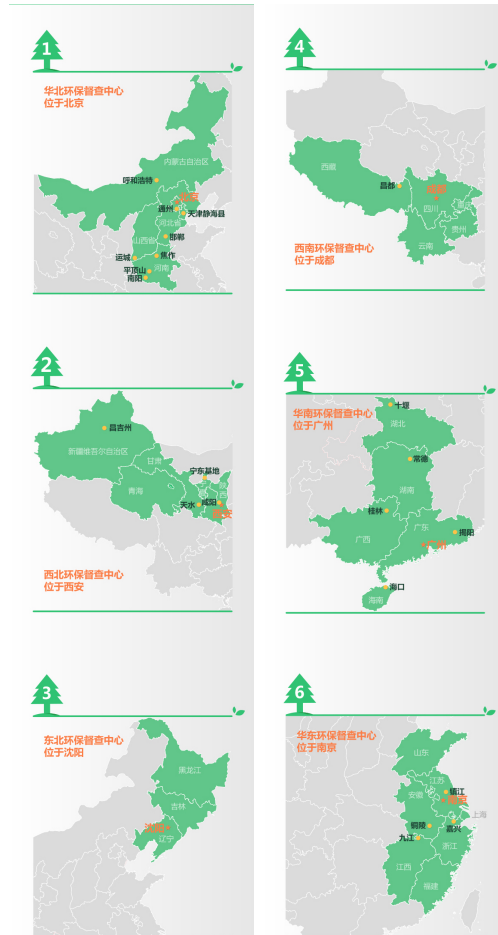 1
华北环保督查中心
位于北京
内蒙古自治区
呼和浩特
北京
通州
天津静海县
河北省
邯郸
山西省
运城
焦作
平顶山
河南
南阳
2
昌吉州
新疆维吾尔自治区
甘肃
宁东基地
青海
天水
咸阳
西安
西北环保督查中心
位于西安
3
东北环保督查中心
位于沈阳
黑龙江
吉林
沈阳
辽宁
4
西藏
昌都
成都
四川
重庆
贵州
云南
西南环保督查中心
位于成都
5
十堰
华南环保督查中心
位于广州
湖北
常德
湖南
桂林
广东
揭阳
广西
广州
海口
海南
6
华东环保督查中心
位于南京
山东
江苏
安徽
镇江
南京
上海
铜陵
嘉兴
九江
浙江
江西
福建